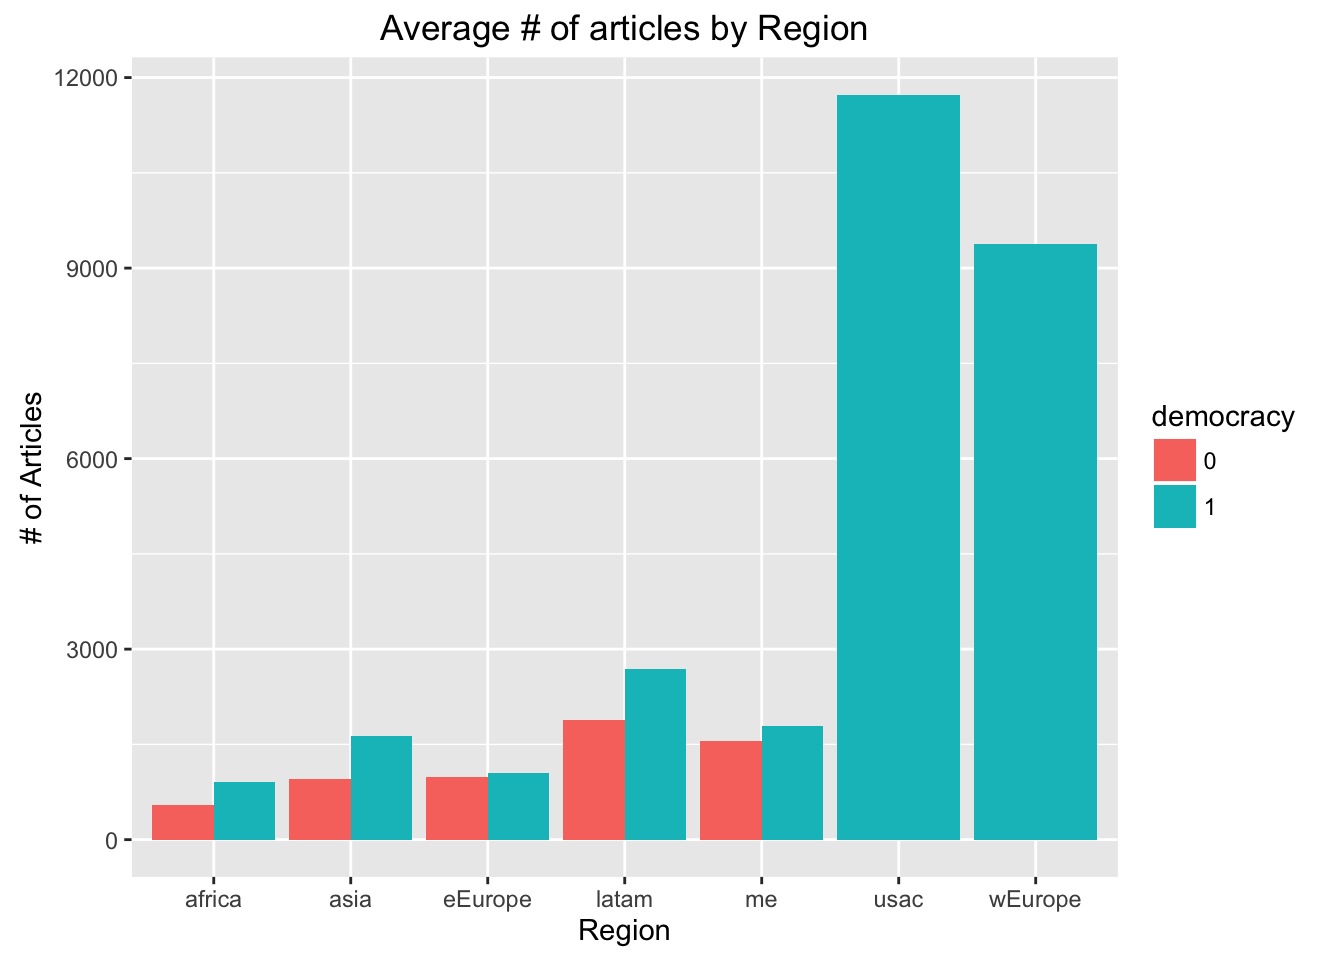 Average # of articles by Region
12000
9000
6000
3000
0
# of Articles
africa asia eEurope latam me usac wEurope
Region
democracy
0
1